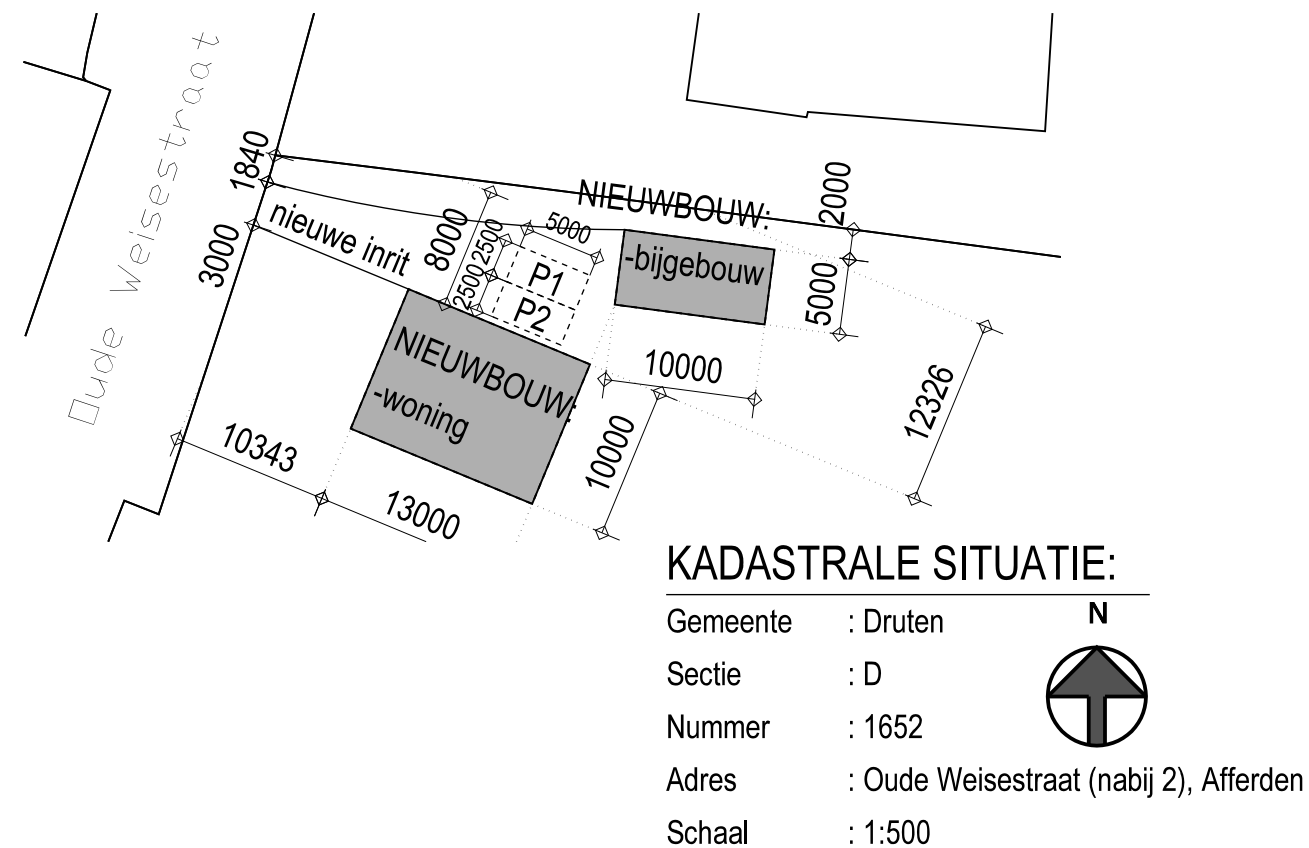 Oude Weisestraat
1840
3000
nieuwe inrit
8000
2500
2500
5000
P1
P2
NIEUWBOUW:
-bijgebouw
2000
5000
10000
12326
NIEUWBOUW:
-woning
10000
10343
13000
KADASTRALE SITUATIE:
Gemeente : Druten
N
Sectie : D
Nummer : 1652
Adres : Oude Weisestraat (nabij 2), Afferden
Schaal : 1:500